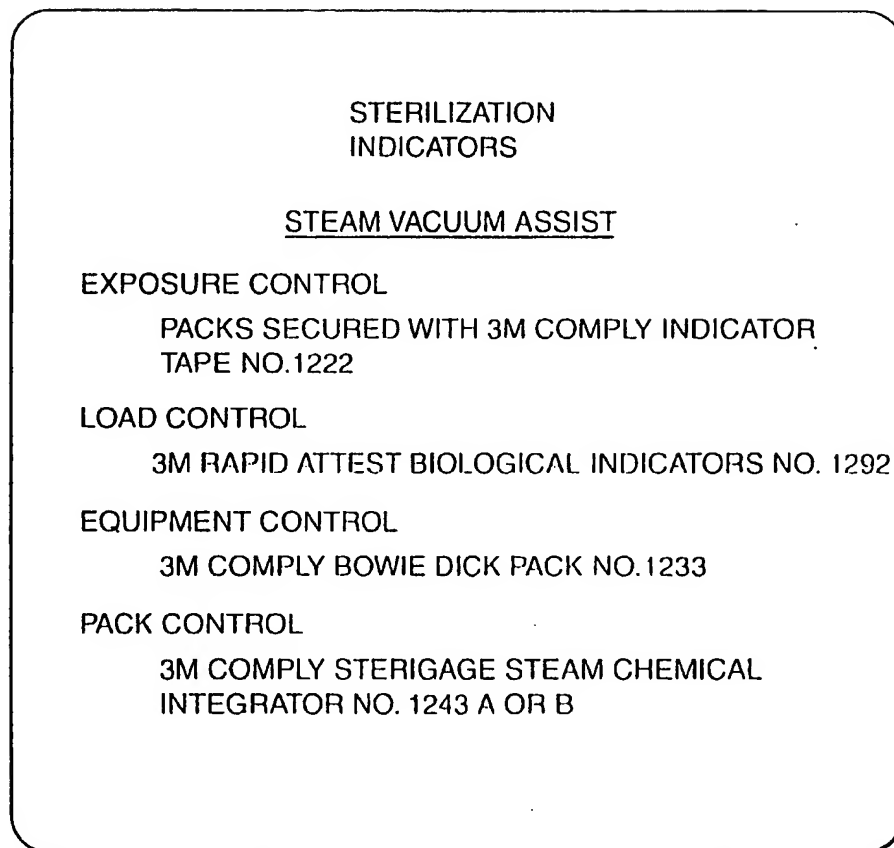 STERILIZATION
INDICATORS
STEAM VACUUM ASSIST
EXPOSURE CONTROL
PACKS SECURED WITH 3M COMPLY INDICATOR
TAPE NO.1222
LOAD CONTROL
3M RAPID ATTEST BIOLOGICAL INDICATORS NO. 1292
EQUIPMENT CONTROL
3M COMPLY BOWIE DICK PACK NO.1233
PACK CONTROL
3M COMPLY STERIGAGE STEAM CHEMICAL
INTEGRATOR NO. 1243 A OR B